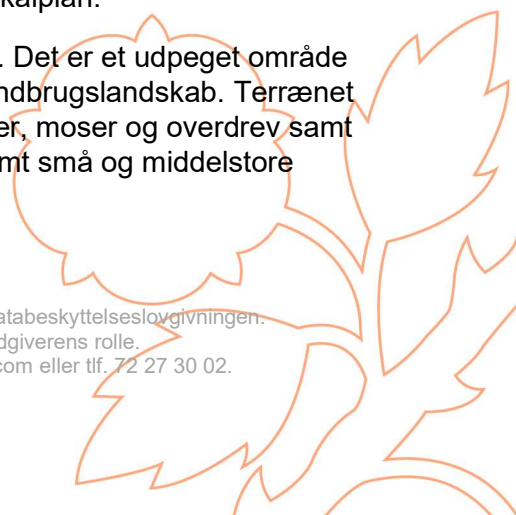 kalplan.
. Det er et udpeget område
ndbrugslandskab. Terrænet
er, moser og overdrev samt
mt små og middelstore
atabeskyttelseslovgivningen.
dgiverens rolle.
com eller tlf. 72 27 30 02.